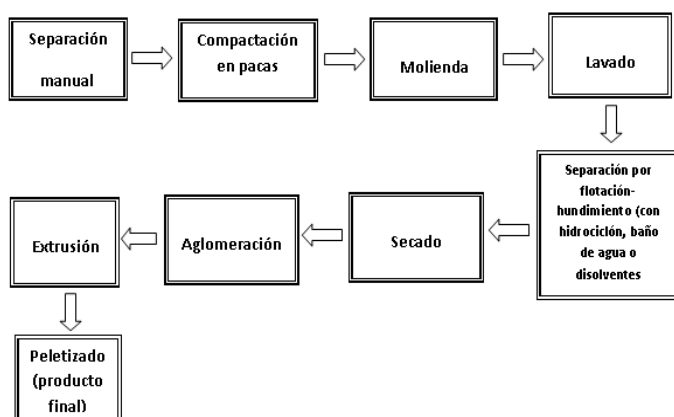 Separación
manual
Compactación
en pacas
Molienda
Lavado
Separación por
flotación-
hundimiento (con
hidrociclón, baño
de agua o
disolventes
Secado
Aglomeración
Extrusión
Peletizado
(producto
final)